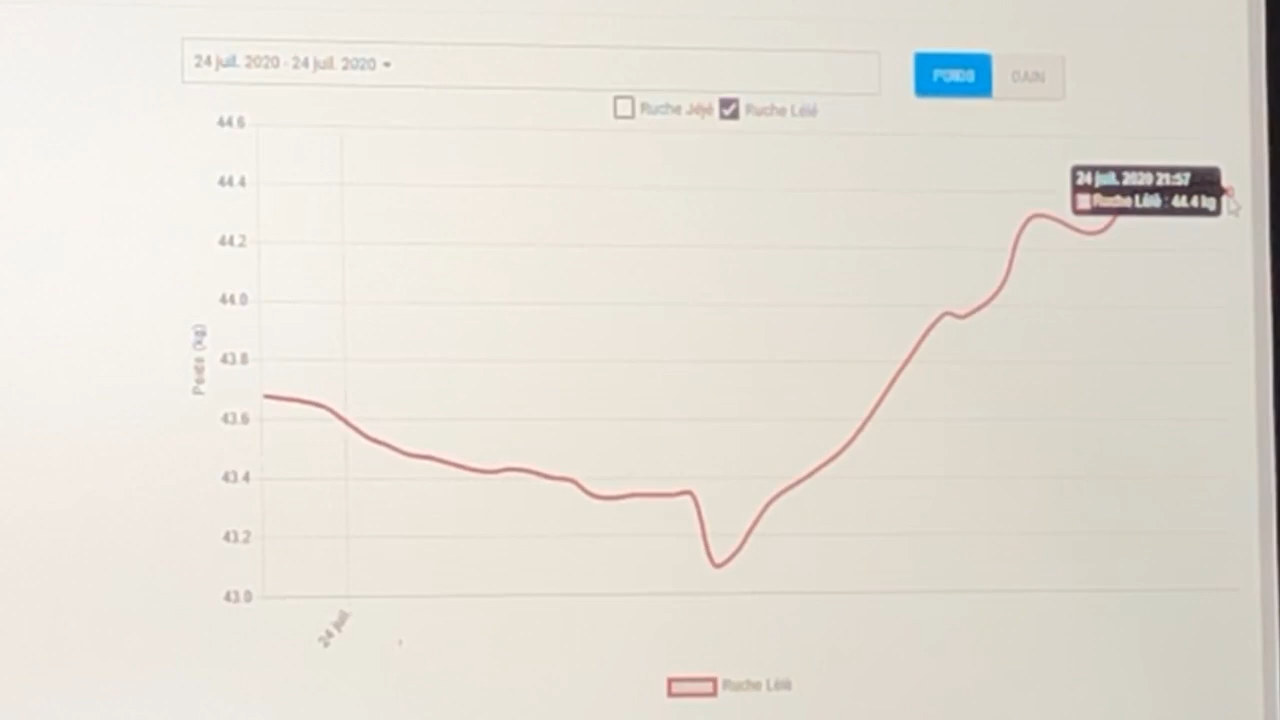 24 juil. 2020 - 24 juil. 2020
POIDS GAIN
Ruche Jéjé Ruche Lélé
44.6
44.4
44.2
44.0
43.8
43.6
43.4
43.2
43.0
Poids (kg)
24 juil. 2020 21:57
Ruche Lélé : 44.4 kg
24 juil.
Ruche Lélé